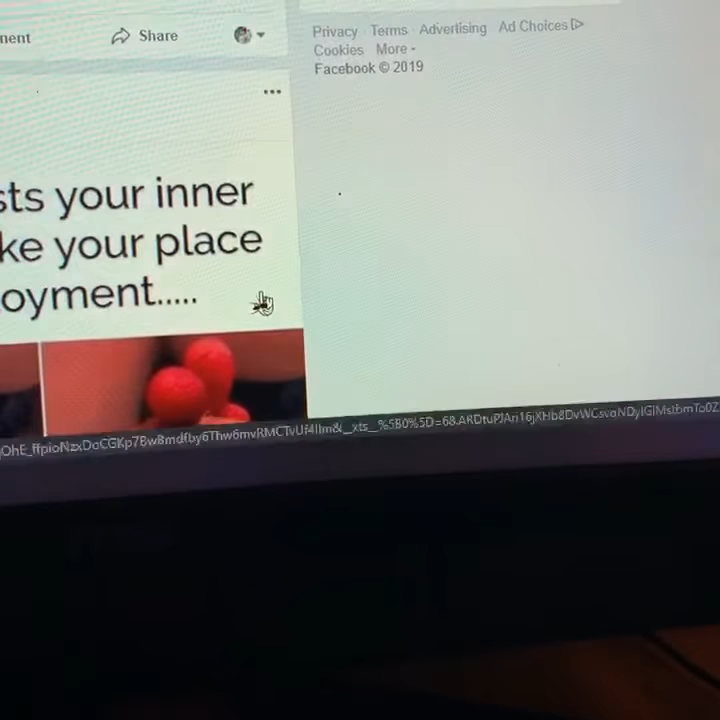 nent
Share
Privacy · Terms · Advertising · Ad Choices
Cookies · More
Facebook © 2019
sts your inner
ke your place
oyment.....